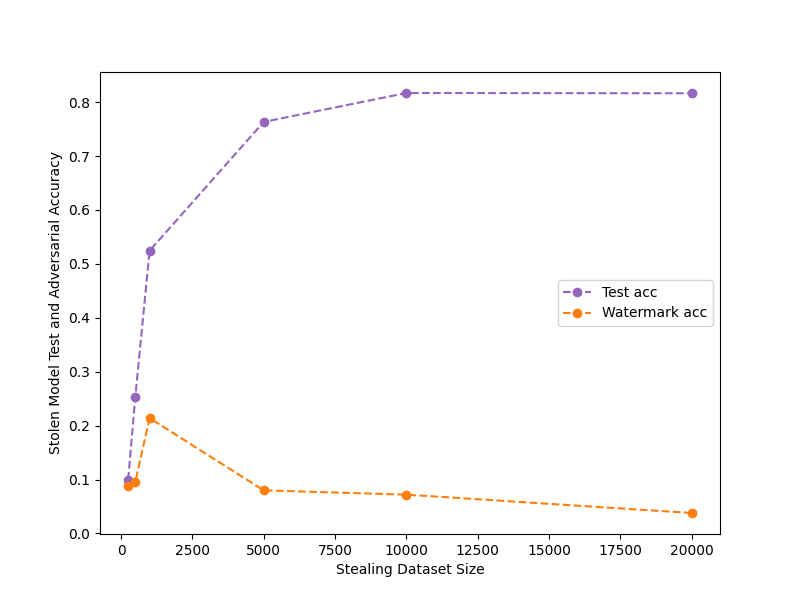 0.8
0.7
0.6
0.5
0.4
0.3
0.2
0.1
0.0
Stolen Model Test and Adversarial Accuracy
Test acc
Watermark acc
0 2500 5000 7500 10000 12500 15000 17500 20000
Stealing Dataset Size